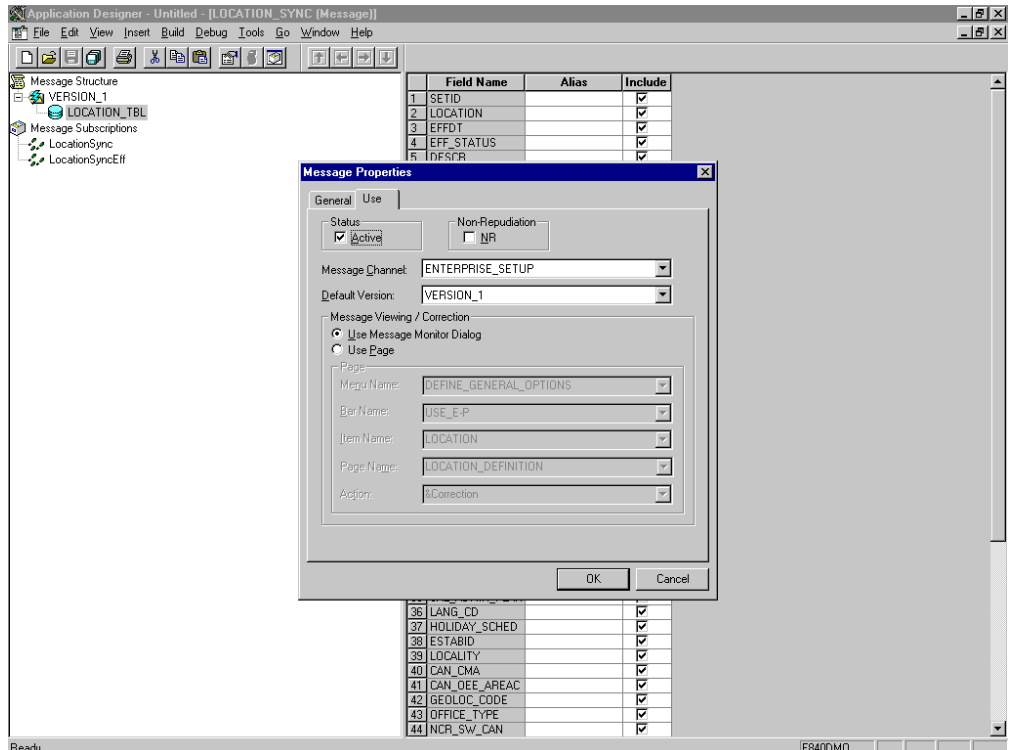 Application Designer - Untitled - [LOCATION_SYNC (Message)]
File Edit View Insert Build Debug Tools Go Window Help
Message Structure
VERSION_1
LOCATION_TBL
Message Subscriptions
LocationSync
LocationSyncEff
Field Name Alias Include
1 SETID
2 LOCATION
3 EFFDT
4 EFF_STATUS
5 DESCR
Message Properties
General Use
Status
Active
Non-Repudiation
NR
Message Channel: ENTERPRISE_SETUP
Default Version: VERSION_1
Message Viewing / Correction
Use Message Monitor Dialog
Use Page
Page
Menu Name: DEFINE_GENERAL_OPTIONS
Bar Name: USE_E-P
Item Name: LOCATION
Page Name: LOCATION_DEFINITION
Action: &Correction
OK Cancel
36 LANG_CD
37 HOLIDAY_SCHED
38 ESTABID
39 LOCALITY
40 CAN_CMA
41 CAN_OEE_AREAC
42 GEOLOC_CODE
43 OFFICE_TYPE
44 NCR_SW_CAN
Ready E840DMO